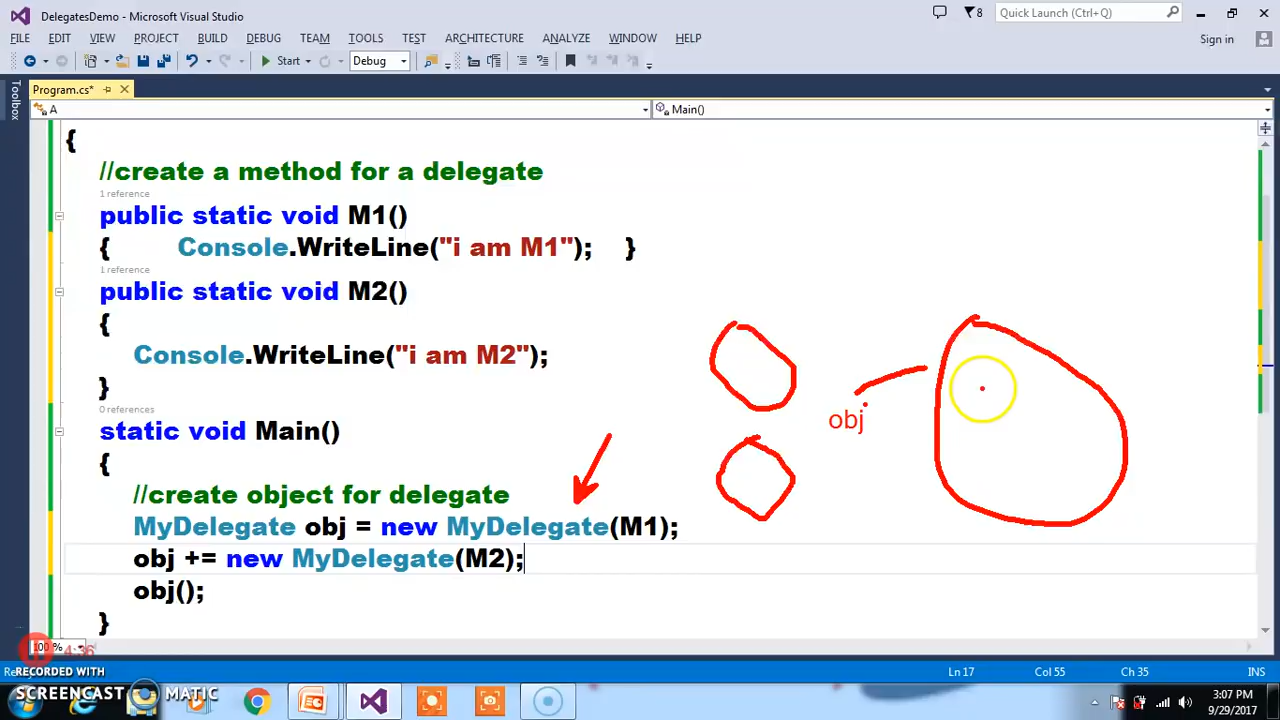 DelegatesDemo - Microsoft Visual Studio
8
Quick Launch (Ctrl+Q)
FILE EDIT VIEW PROJECT BUILD DEBUG TEAM TOOLS TEST ARCHITECTURE ANALYZE WINDOW HELP
Sign in
Start
Debug
Toolbox
Program.cs*
A
Main()
{
//create a method for a delegate
1 reference
public static void M1()
{ Console.WriteLine("i am M1"); }
1 reference
public static void M2()
{
Console.WriteLine("i am M2");
}
obj
0 references
static void Main()
{
//create object for delegate
MyDelegate obj = new MyDelegate(M1);
obj += new MyDelegate(M2);
obj();
}
100 %
4:36
RECORDED WITH
Ln 17
Col 55
Ch 35
INS
SCREENCAST MATIC
3:07 PM
9/29/2017